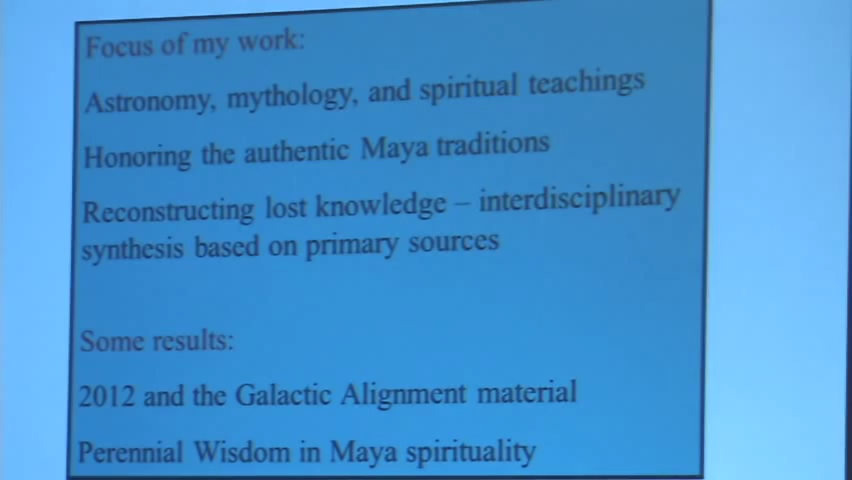 Focus of my work:
Astronomy, mythology, and spiritual teachings
Honoring the authentic Maya traditions
Reconstructing lost knowledge – interdisciplinary
synthesis based on primary sources
Some results:
2012 and the Galactic Alignment material
Perennial Wisdom in Maya spirituality